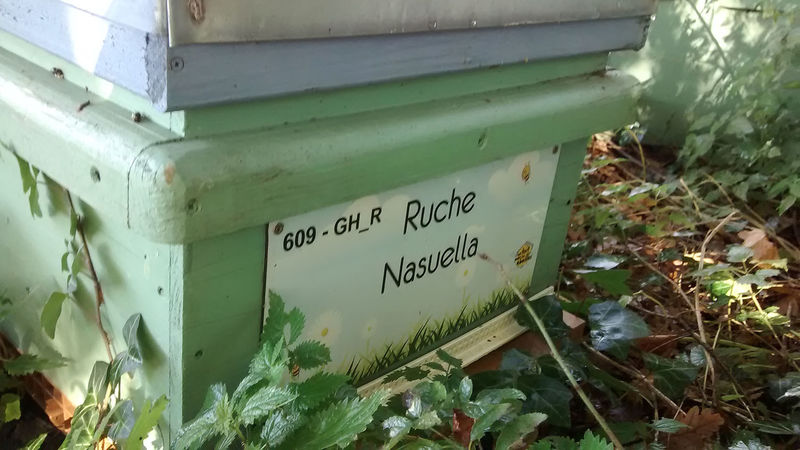 609 - GH_R
Ruche
Nasuella